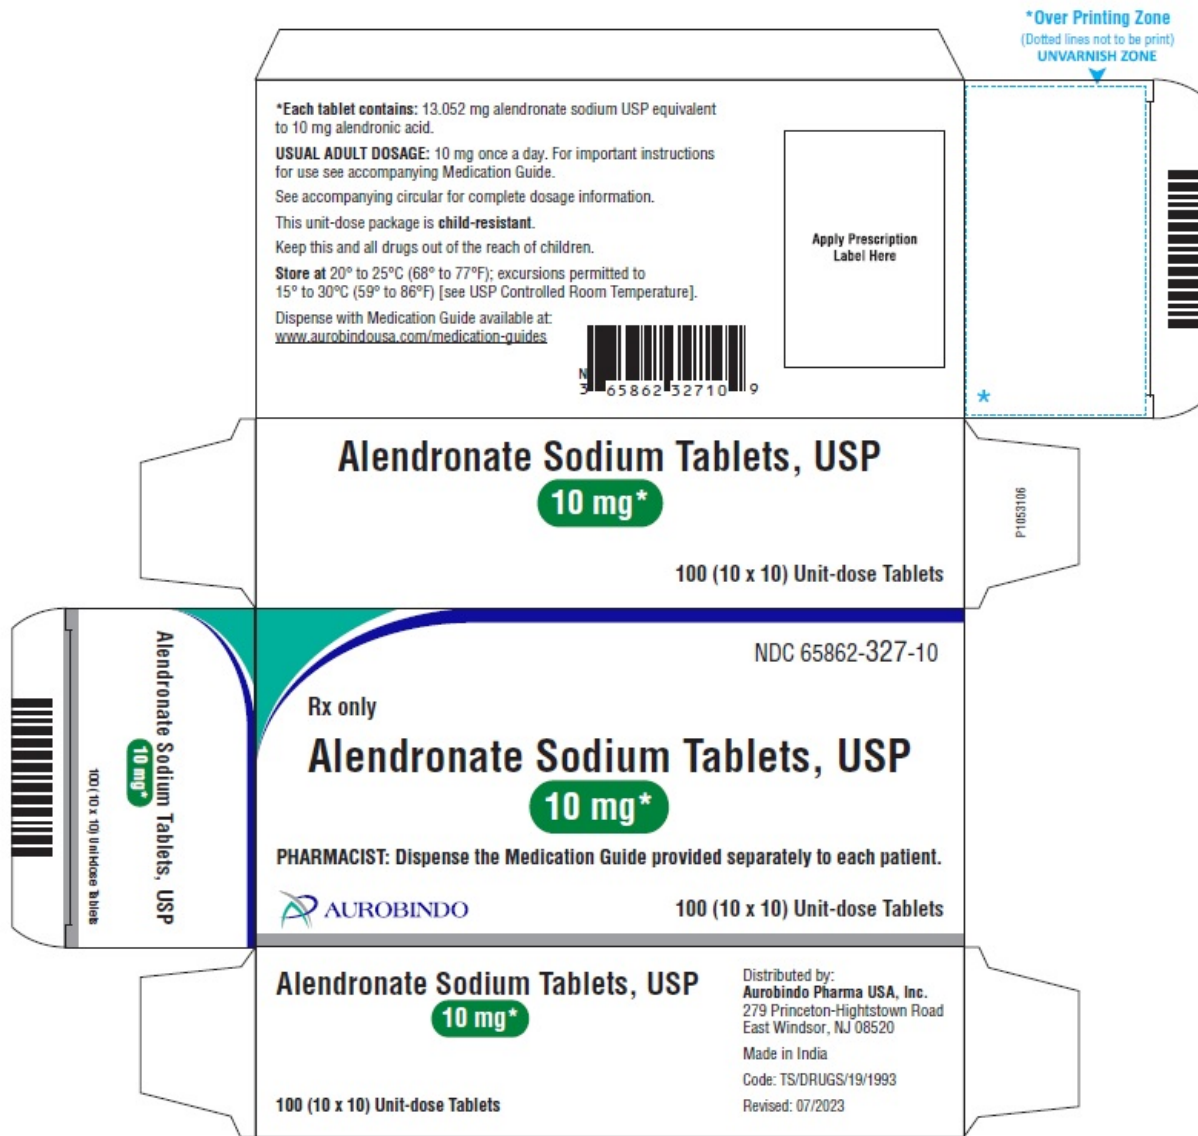 *Over Printing Zone
(Dotted lines not to be print)
UNVARNISH ZONE
*Each tablet contains: 13.052 mg alendronate sodium USP equivalent
to 10 mg alendronic acid.
USUAL ADULT DOSAGE: 10 mg once a day. For important instructions
for use see accompanying Medication Guide.
See accompanying circular for complete dosage information.
This unit-dose package is child-resistant.
Keep this and all drugs out of the reach of children.
Store at 20° to 25°C (68° to 77°F); excursions permitted to
15° to 30°C (59° to 86°F) [see USP Controlled Room Temperature].
Dispense with Medication Guide available at:
www.aurobindousa.com/medication-guides
N
3 65862 32710 9
Apply Prescription
Label Here
*
Alendronate Sodium Tablets, USP
10 mg*
100 (10 x 10) Unit-dose Tablets
P1053106
Alendronate Sodium Tablets, USP
10 mg*
100 (10 x 10) Unit-dose Tablets
NDC 65862-327-10
Rx only
Alendronate Sodium Tablets, USP
10 mg*
PHARMACIST: Dispense the Medication Guide provided separately to each patient.
AUROBINDO
100 (10 x 10) Unit-dose Tablets
Alendronate Sodium Tablets, USP
10 mg*
100 (10 x 10) Unit-dose Tablets
Distributed by:
Aurobindo Pharma USA, Inc.
279 Princeton-Hightstown Road
East Windsor, NJ 08520
Made in India
Code: TS/DRUGS/19/1993
Revised: 07/2023